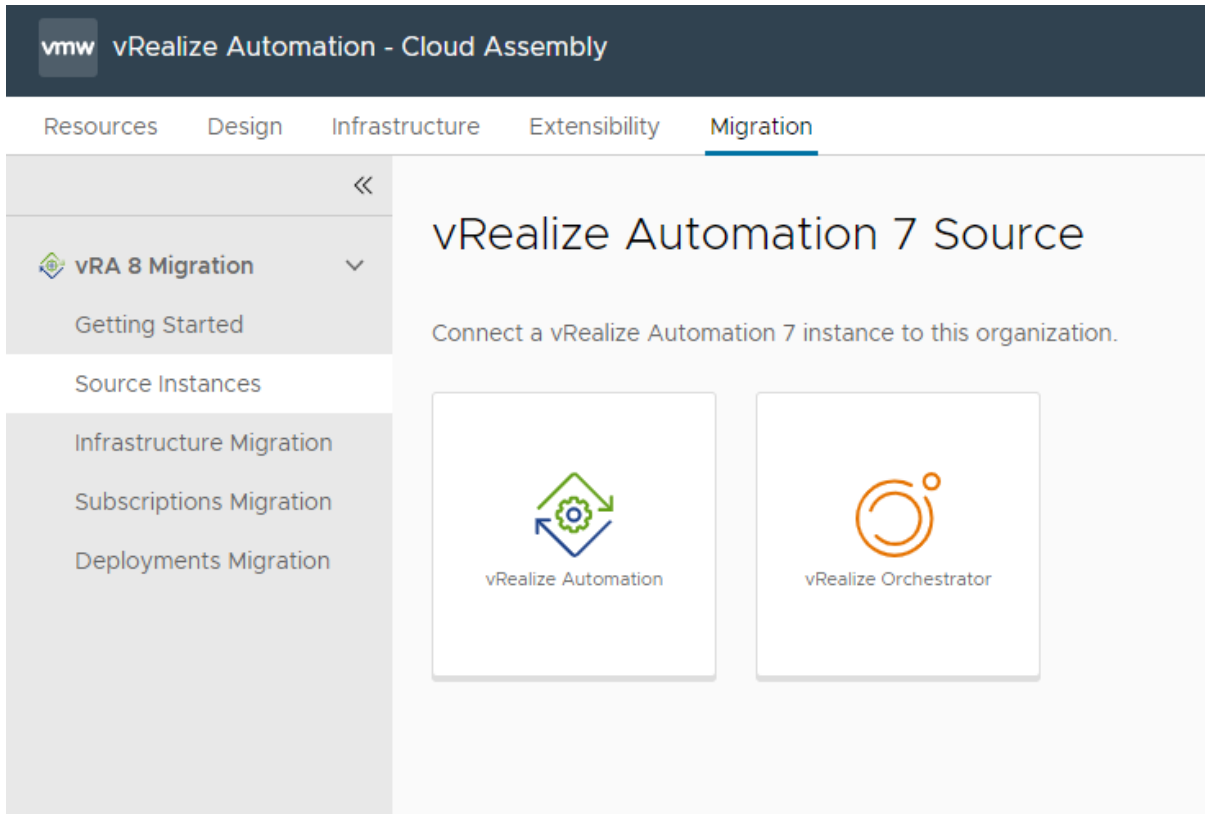 vmw vRealize Automation - Cloud Assembly
Resources Design Infrastructure Extensibility Migration
vRA 8 Migration
Getting Started
Source Instances
Infrastructure Migration
Subscriptions Migration
Deployments Migration
vRealize Automation 7 Source
Connect a vRealize Automation 7 instance to this organization.
vRealize Automation
vRealize Orchestrator